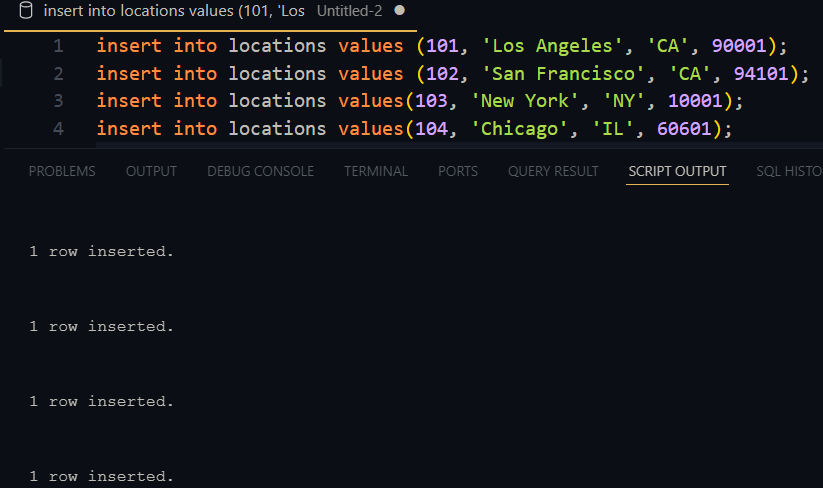 insert into locations values (101, 'Los Untitled-2
1 insert into locations values (101, 'Los Angeles', 'CA', 90001);
2 insert into locations values (102, 'San Francisco', 'CA', 94101);
3 insert into locations values(103, 'New York', 'NY', 10001);
4 insert into locations values(104, 'Chicago', 'IL', 60601);
PROBLEMS OUTPUT DEBUG CONSOLE TERMINAL PORTS QUERY RESULT SCRIPT OUTPUT SQL HISTO
1 row inserted.
1 row inserted.
1 row inserted.
1 row inserted.